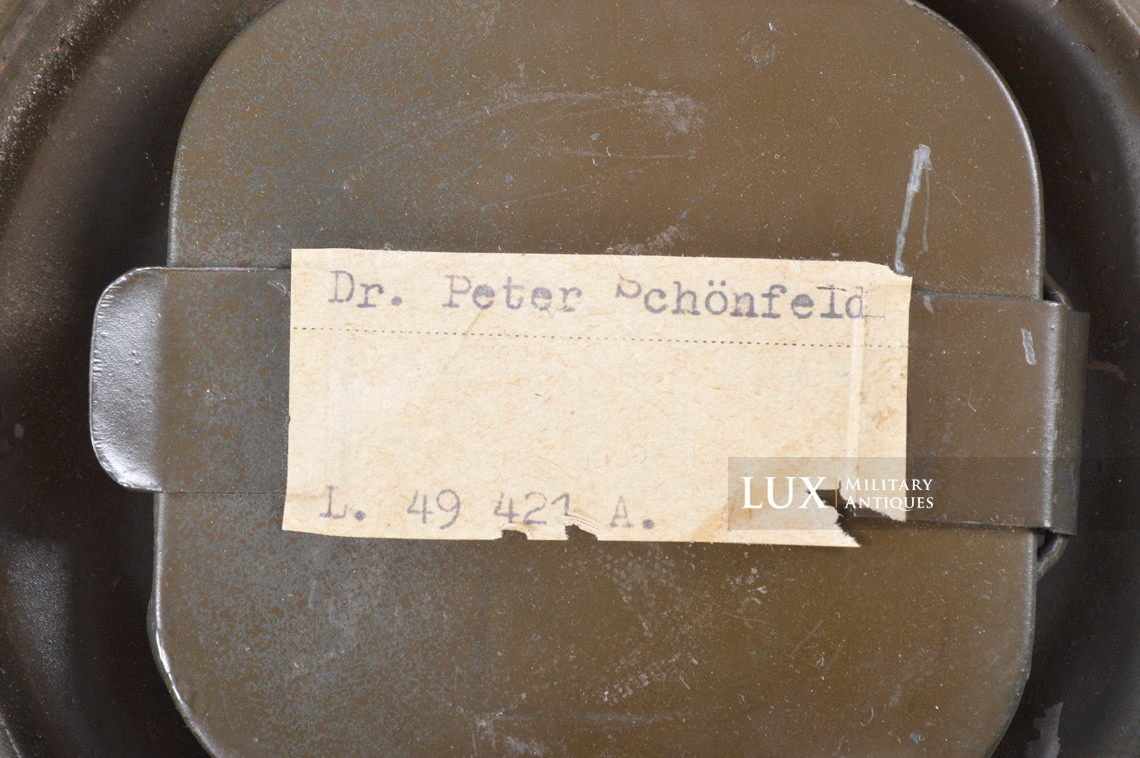 Dr. Peter Schönfeld
L. 49 421 A.
LUX MILITARY ANTIQUES